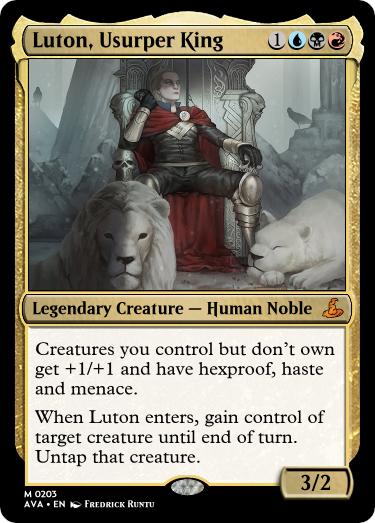 Luton, Usurper King 1
Legendary Creature — Human Noble
Creatures you control but don't own
get +1/+1 and have hexproof, haste
and menace.
When Luton enters, gain control of
target creature until end of turn.
Untap that creature.
3/2
M 0203
AVA • EN Fredrick Runtu